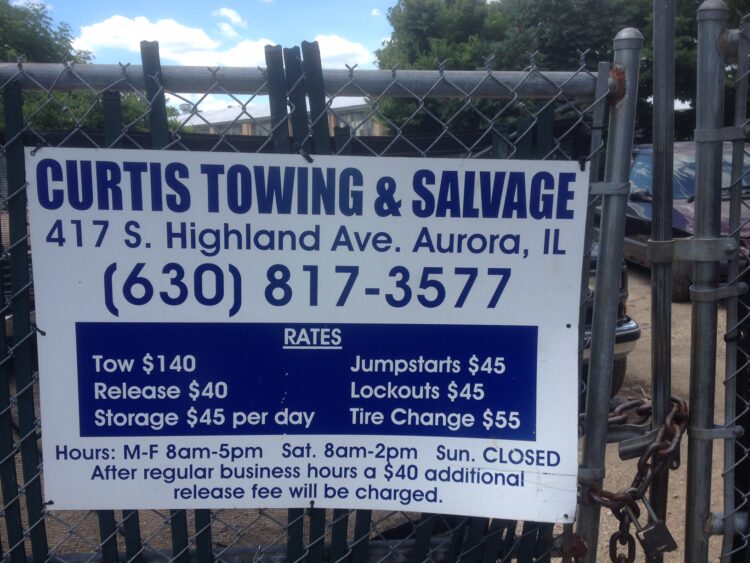 CURTIS TOWING & SALVAGE
417 S. Highland Ave. Aurora, IL
(630) 817-3577
RATES
Tow $140 Jumpstarts $45
Release $40 Lockouts $45
Storage $45 per day Tire Change $55
Hours: M-F 8am-5pm Sat. 8am-2pm Sun. CLOSED
After regular business hours a $40 additional
release fee will be charged.